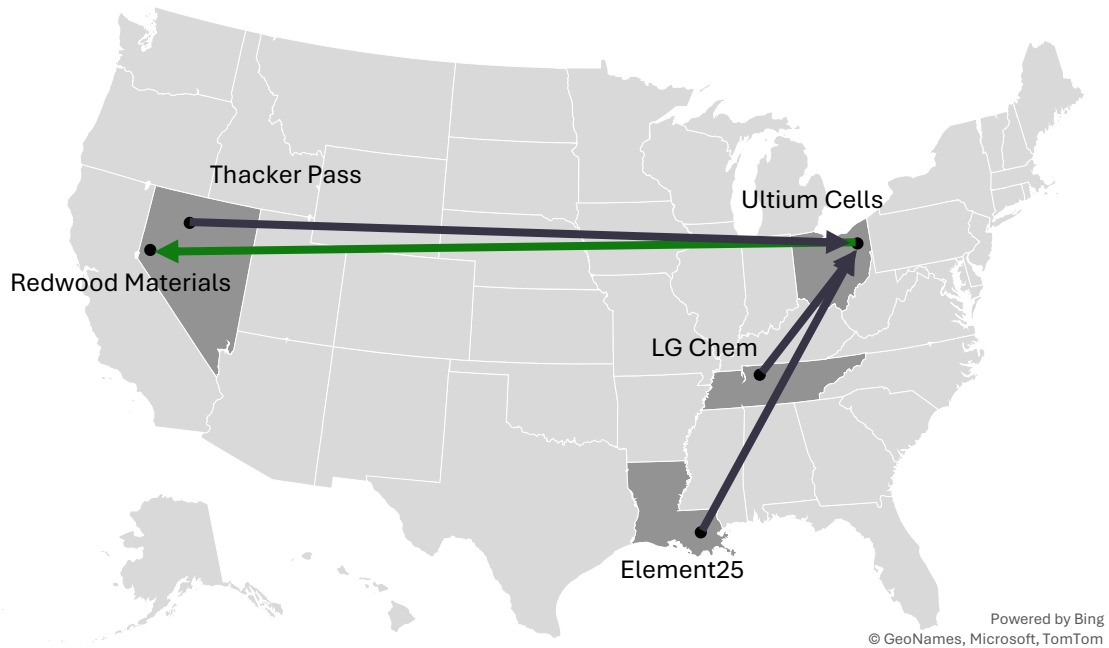 Thacker Pass
Ultium Cells
Redwood Materials
LG Chem
Element25
Powered by Bing
© GeoNames, Microsoft, TomTom